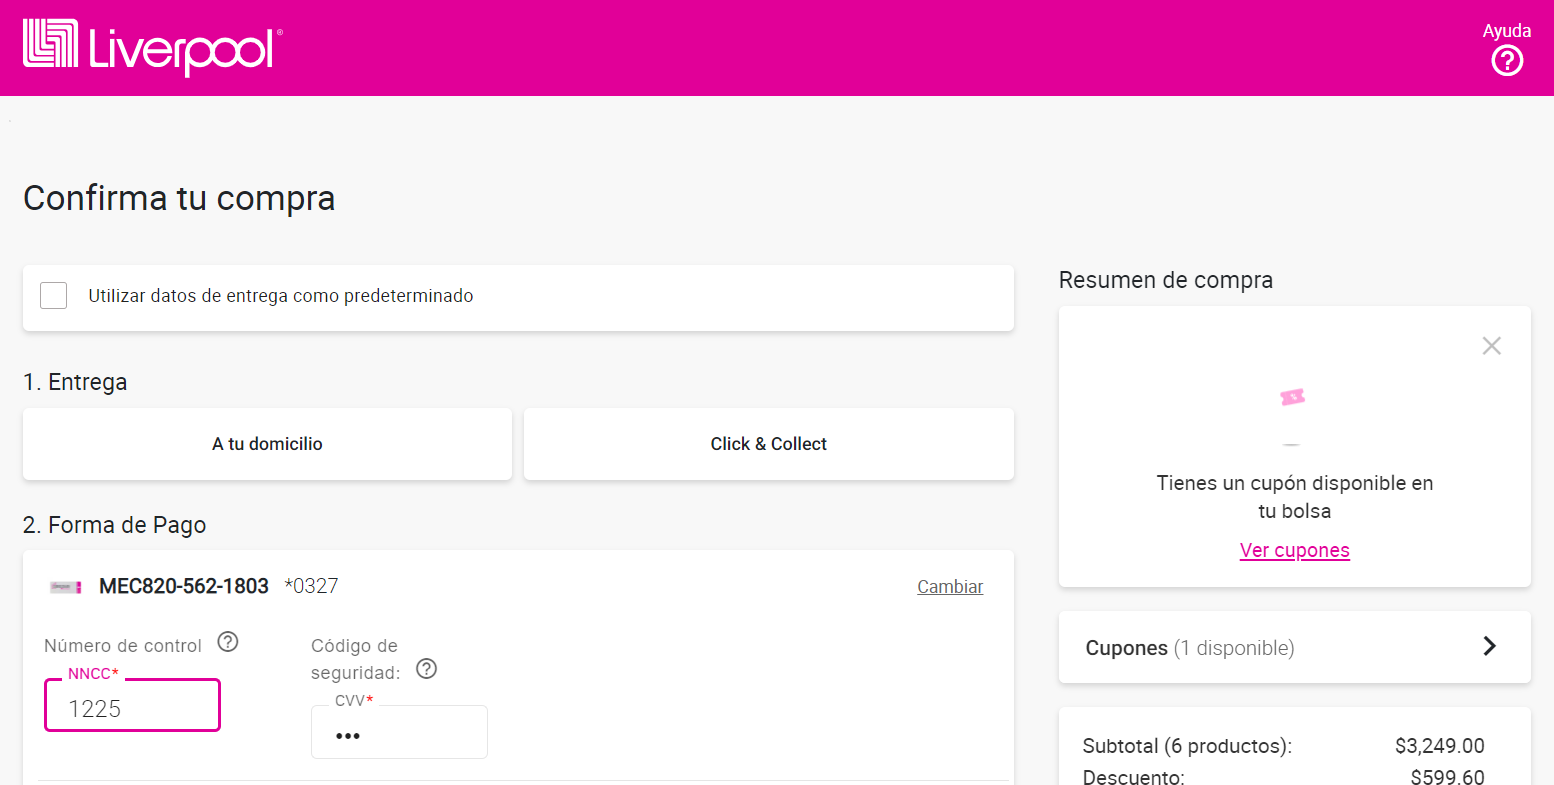 Liverpool®
Ayuda
Confirma tu compra
Utilizar datos de entrega como predeterminado
1. Entrega
A tu domicilio
Click & Collect
2. Forma de Pago
MEC820-562-1803 *0327
Cambiar
Número de control
NNCC*
1225
Código de
seguridad:
CVV*
•••
Resumen de compra
Tienes un cupón disponible en
tu bolsa
Ver cupones
Cupones (1 disponible)
Subtotal (6 productos): $3,249.00
Descuento: $599.60